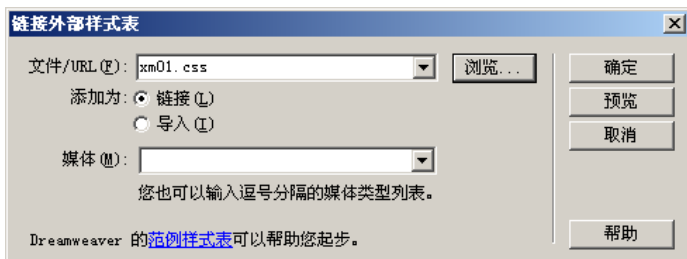 链接外部样式表
文件/URL(F): xm01.css 浏览... 确定
添加为: 链接(L) 预览
导入(I) 取消
媒体(M):
您也可以输入逗号分隔的媒体类型列表。
Dreamweaver 的范例样式表可以帮助您起步。 帮助